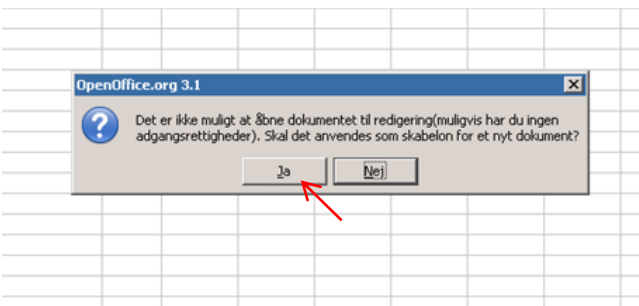 OpenOffice.org 3.1
Det er ikke muligt at åbne dokumentet til redigering(muligvis har du ingen
adgangsrettigheder). Skal det anvendes som skabelon for et nyt dokument?
Ja
Nej